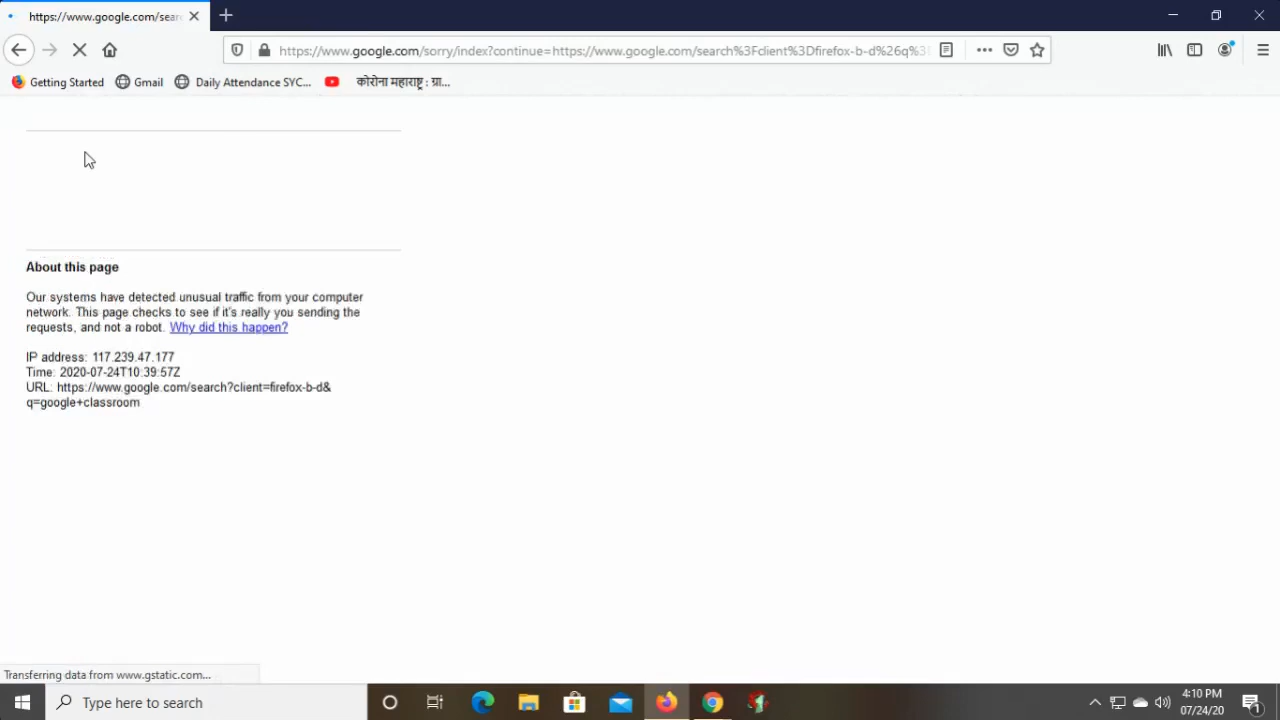 https://www.google.com/sear
https://www.google.com/sorry/index?continue=https://www.google.com/search%3Fclient%3Dfirefox-b-d%26q%3
Getting Started
Gmail
Daily Attendance SYC...
कोरोना महाराष्ट्र : ग्रा...
About this page
Our systems have detected unusual traffic from your computer
network. This page checks to see if it's really you sending the
requests, and not a robot. Why did this happen?
IP address: 117.239.47.177
Time: 2020-07-24T10:39:57Z
URL: https://www.google.com/search?client=firefox-b-d&
q=google+classroom
Transferring data from www.gstatic.com...
Type here to search
4:10 PM
07/24/20
1